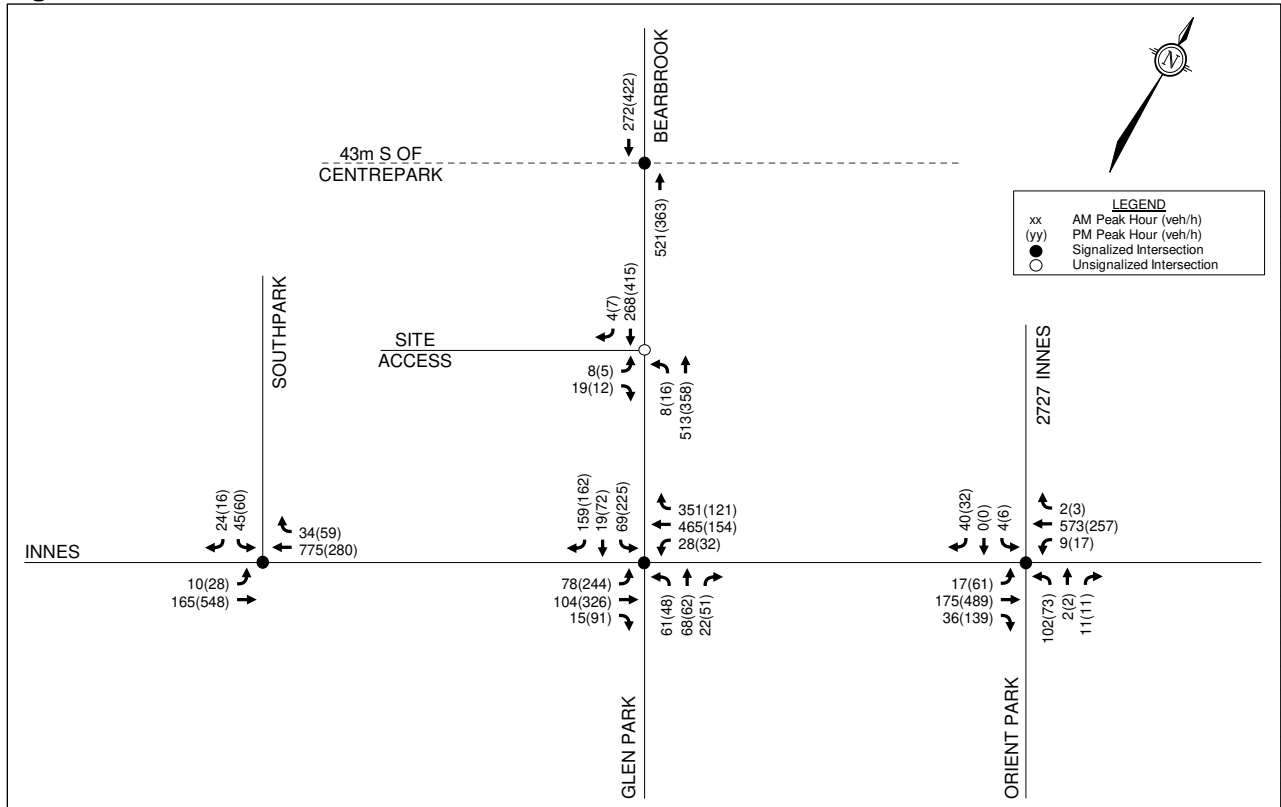 BEARBROOK
272(422)
N
43m S OF
CENTREPARK
521(363)
LEGEND
xx AM Peak Hour (veh/h)
(yy) PM Peak Hour (veh/h)
Signalized Intersection
Unsignalized Intersection
SOUTHPARK
4(7)
268(415)
SITE
ACCESS
8(5)
19(12)
8(16)
513(358)
2727 INNES
24(16)
45(60)
34(59)
775(280)
INNES
10(28)
165(548)
159(162)
19(72)
69(225)
351(121)
465(154)
28(32)
78(244)
104(326)
15(91)
61(48)
68(62)
22(51)
40(32)
0(0)
4(6)
2(3)
573(257)
9(17)
17(61)
175(489)
36(139)
102(73)
2(2)
11(11)
GLEN PARK
ORIENT PARK